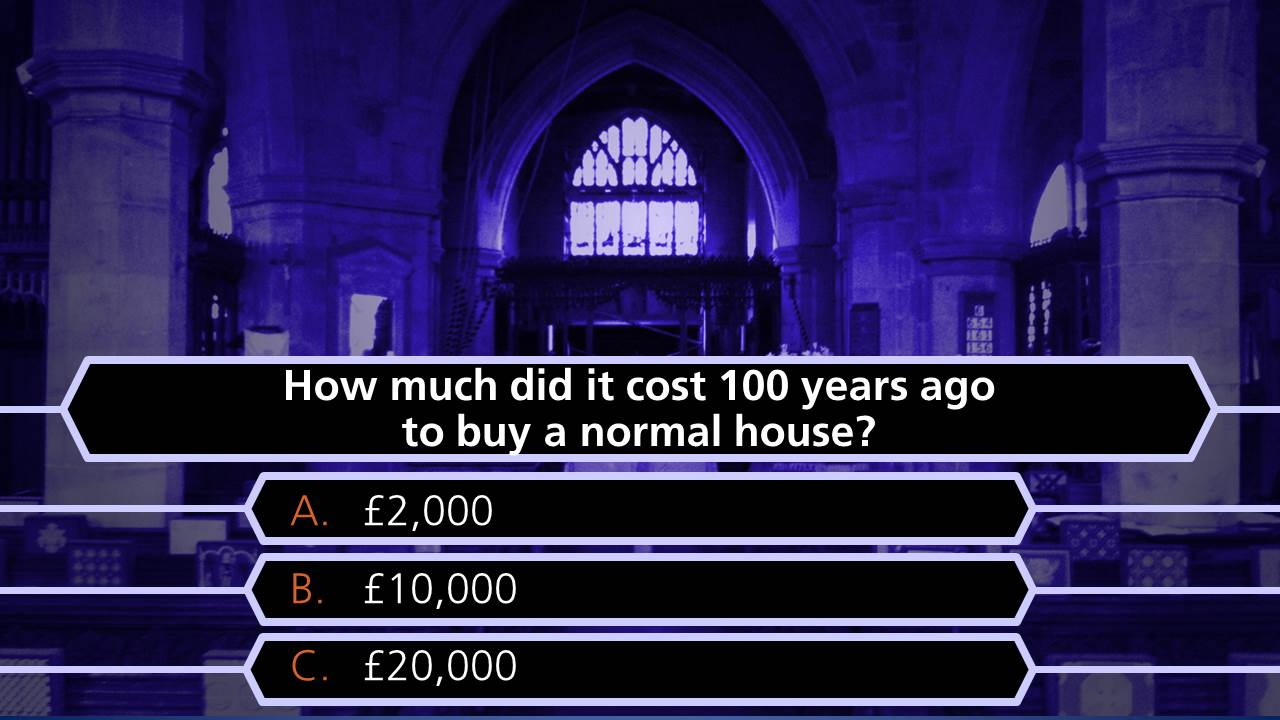 How much did it cost 100 years ago
to buy a normal house?
A. £2,000
B. £10,000
C. £20,000